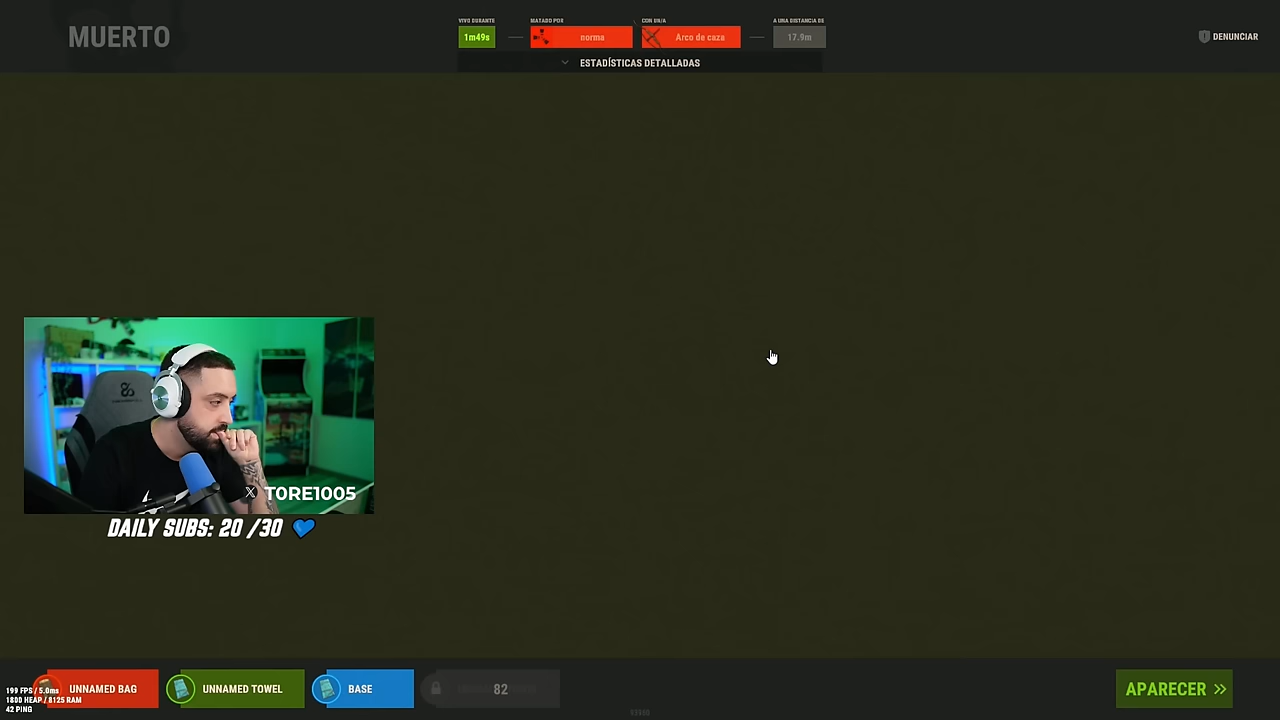 MUERTO
VIVO DURANTE
1m49s
MATADO POR
norma
CON UN/A
Arco de caza
A UNA DISTANCIA DE
17.9m
DENUNCIAR
ESTADÍSTICAS DETALLADAS
X TORE1005
DAILY SUBS: 20 /30
199 FPS / 5.0ms
1800 HEAP / 8125 RAM
42 PING
UNNAMED BAG
UNNAMED TOWEL
BASE
82
APARECER